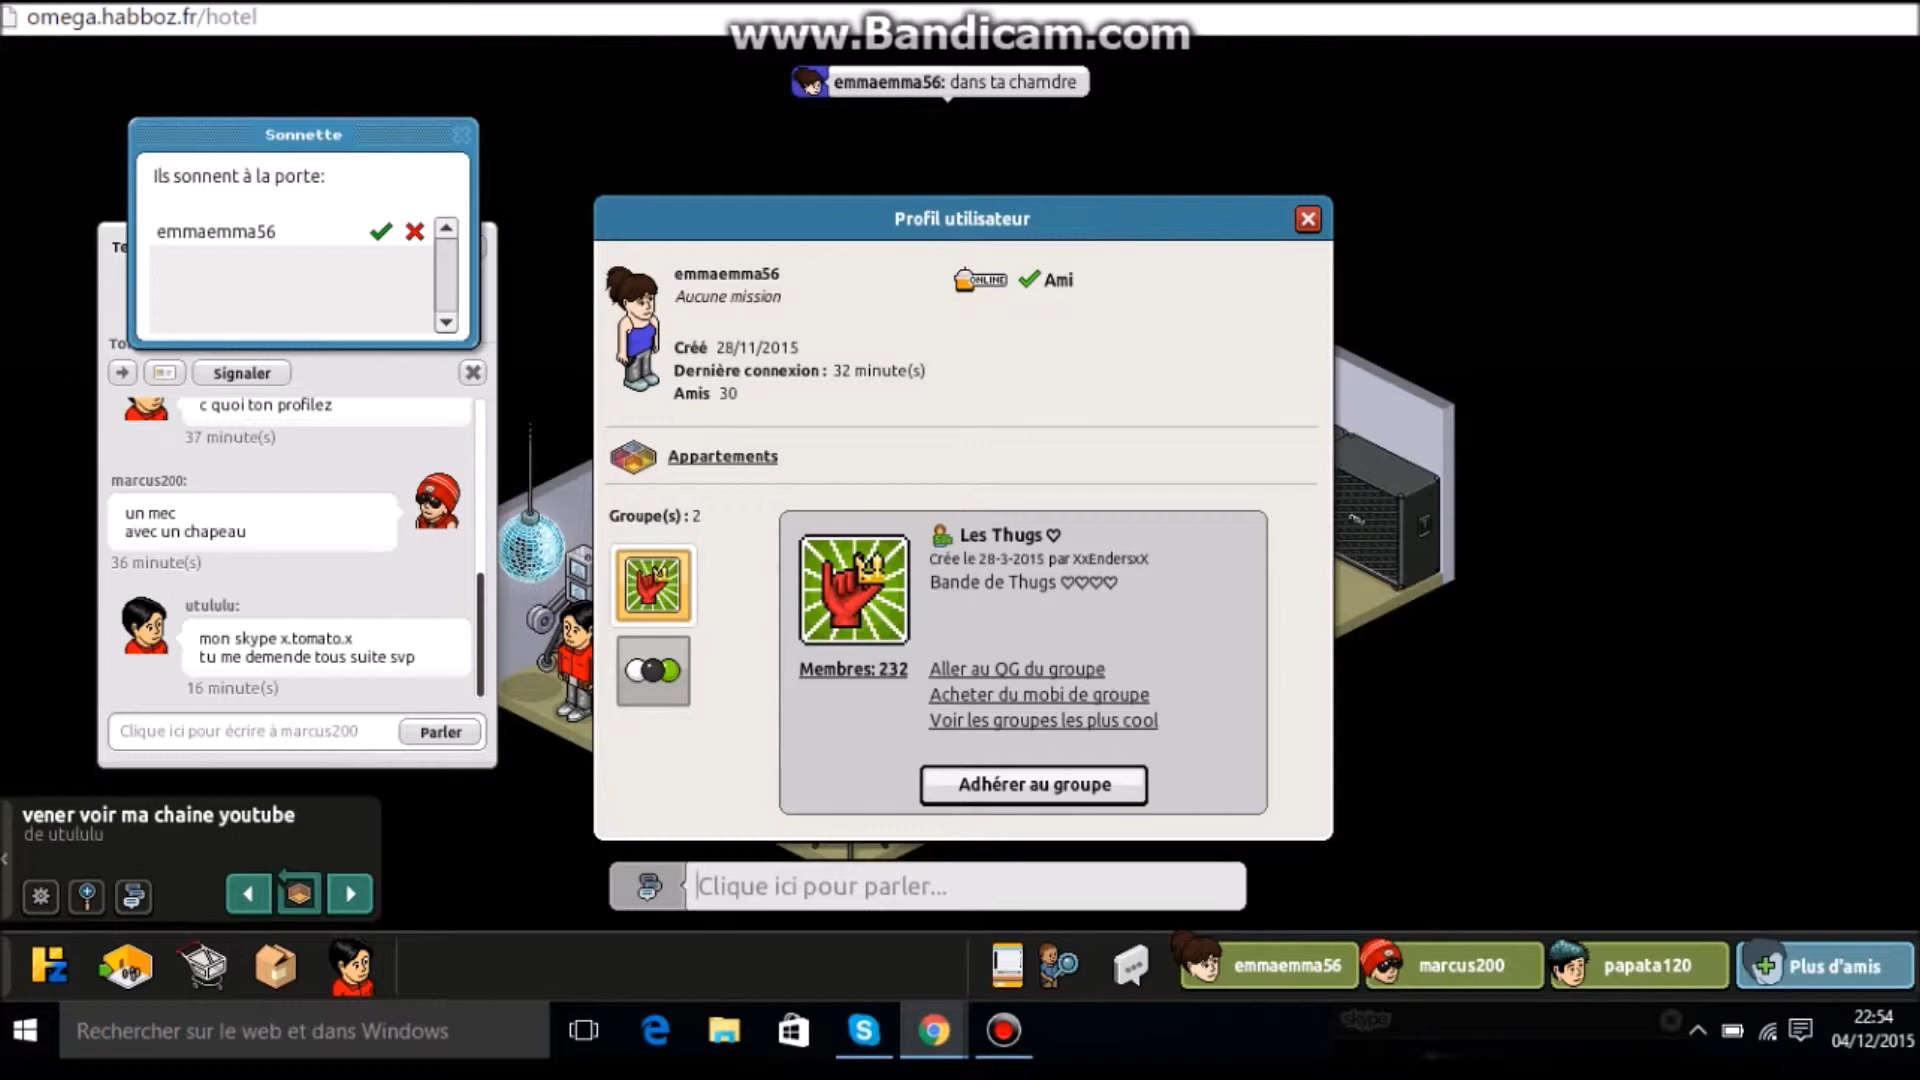 omega.habboz.fr/hotel
www.Bandicam.com
emmaemma56: dans ta chamdre
Sonnette
Ils sonnent à la porte:
emmaemma56
Te
To
Signaler
c quoi ton profilez
37 minute(s)
marcus200:
un mec
avec un chapeau
36 minute(s)
utululu:
mon skype x.tomato.x
tu me demende tous suite svp
16 minute(s)
Clique ici pour écrire à marcus200
Parler
Profil utilisateur
emmaemma56
Aucune mission
ONLINE
Ami
Créé 28/11/2015
Dernière connexion : 32 minute(s)
Amis 30
Appartements
Groupe(s) : 2
Les Thugs ♡
Crée le 28-3-2015 par XxEndersxX
Bande de Thugs ♡♡♡♡
Membres: 232
Aller au QG du groupe
Acheter du mobi de groupe
Voir les groupes les plus cool
Adhérer au groupe
vener voir ma chaine youtube
de utululu
Clique ici pour parler...
emmaemma56
marcus200
papata120
Plus d'amis
Rechercher sur le web et dans Windows
skype
22:54
04/12/2015